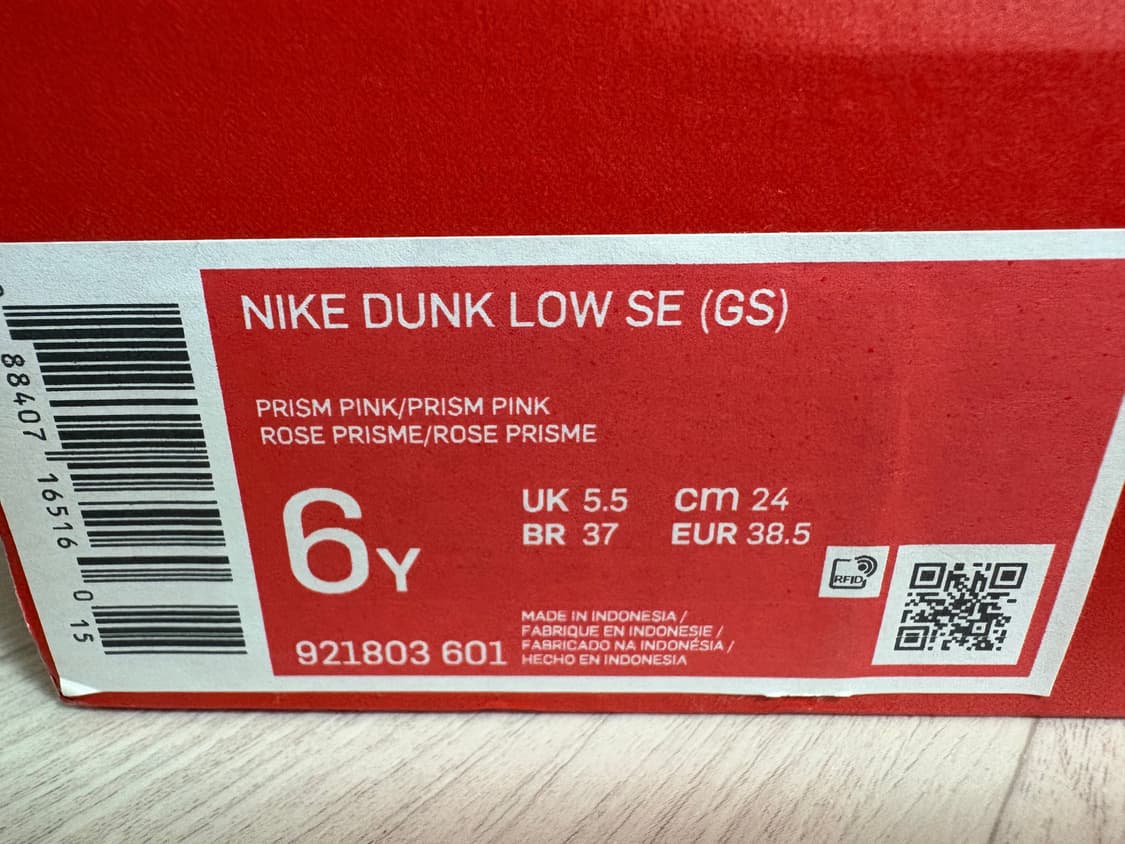 NIKE DUNK LOW SE (GS)
PRISM PINK/PRISM PINK
ROSE PRISME/ROSE PRISME
6Y
UK 5.5 cm 24
BR 37 EUR 38.5
921803 601
MADE IN INDONESIA /
FABRIQUE EN INDONESIE /
FABRICADO NA INDONÉSIA /
HECHO EN INDONESIA
RFID
88407 16516 0 15